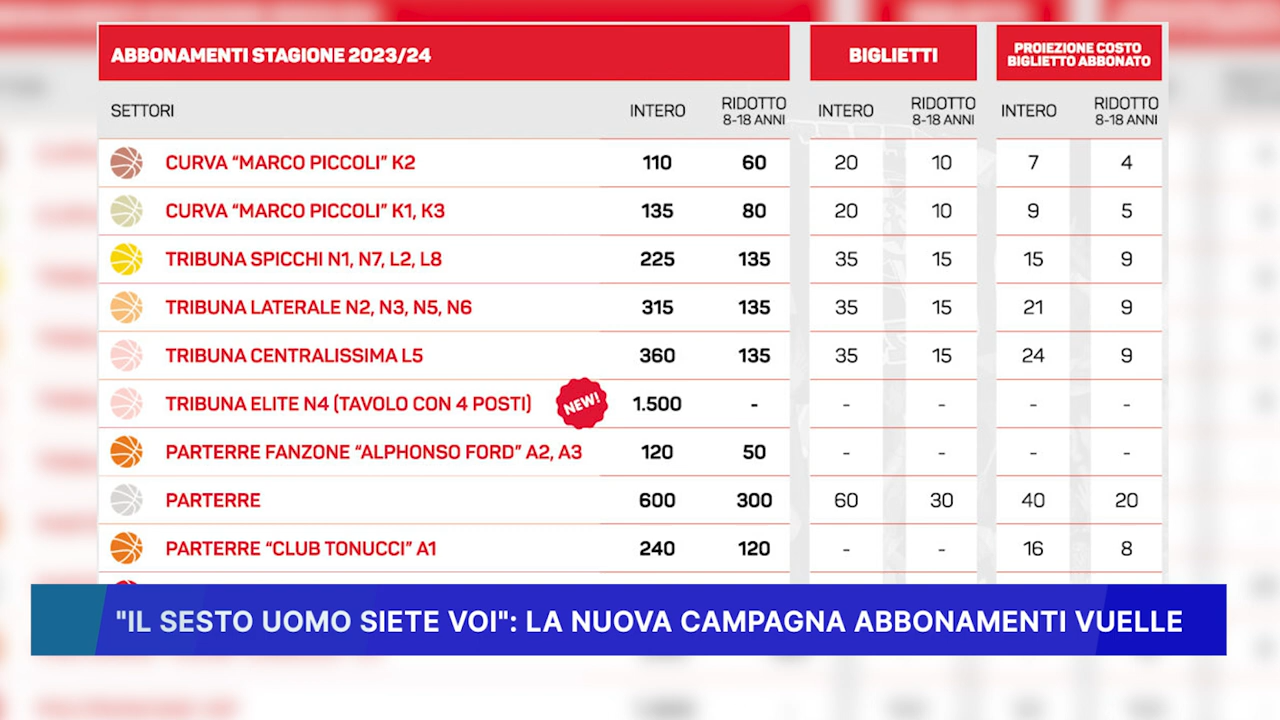 ABBONAMENTI STAGIONE 2023/24 BIGLIETTI PROIEZIONE COSTO
BIGLIETTO ABBONATO
SETTORI INTERO RIDOTTO 8-18 ANNI INTERO RIDOTTO 8-18 ANNI INTERO RIDOTTO 8-18 ANNI
CURVA “MARCO PICCOLI” K2 110 60 20 10 7 4
CURVA “MARCO PICCOLI” K1, K3 135 80 20 10 9 5
TRIBUNA SPICCHI N1, N7, L2, L8 225 135 35 15 15 9
TRIBUNA LATERALE N2, N3, N5, N6 315 135 35 15 21 9
TRIBUNA CENTRALISSIMA L5 360 135 35 15 24 9
TRIBUNA ELITE N4 (TAVOLO CON 4 POSTI) NEW! 1.500 - - - - -
PARTERRE FANZONE “ALPHONSO FORD” A2, A3 120 50 - - - -
PARTERRE 600 300 60 30 40 20
PARTERRE “CLUB TONUCCI” A1 240 120 - - 16 8
"IL SESTO UOMO SIETE VOI": LA NUOVA CAMPAGNA ABBONAMENTI VUELLE